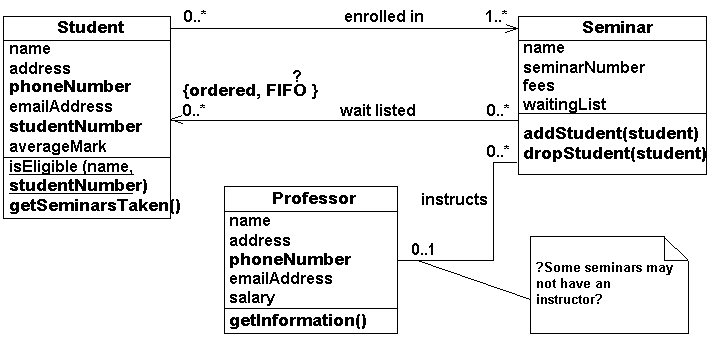 Student
name
address
phoneNumber
emailAddress
studentNumber
averageMark
isEligible (name,
studentNumber)
getSeminarsTaken()
0..*
enrolled in
1..*
?
{ordered, FIFO }
0..*
wait listed
0..*
Seminar
name
seminarNumber
fees
waitingList
addStudent(student)
dropStudent(student)
0..*
instructs
0..1
Professor
name
address
phoneNumber
emailAddress
salary
getInformation()
?Some seminars may
not have an
instructor?